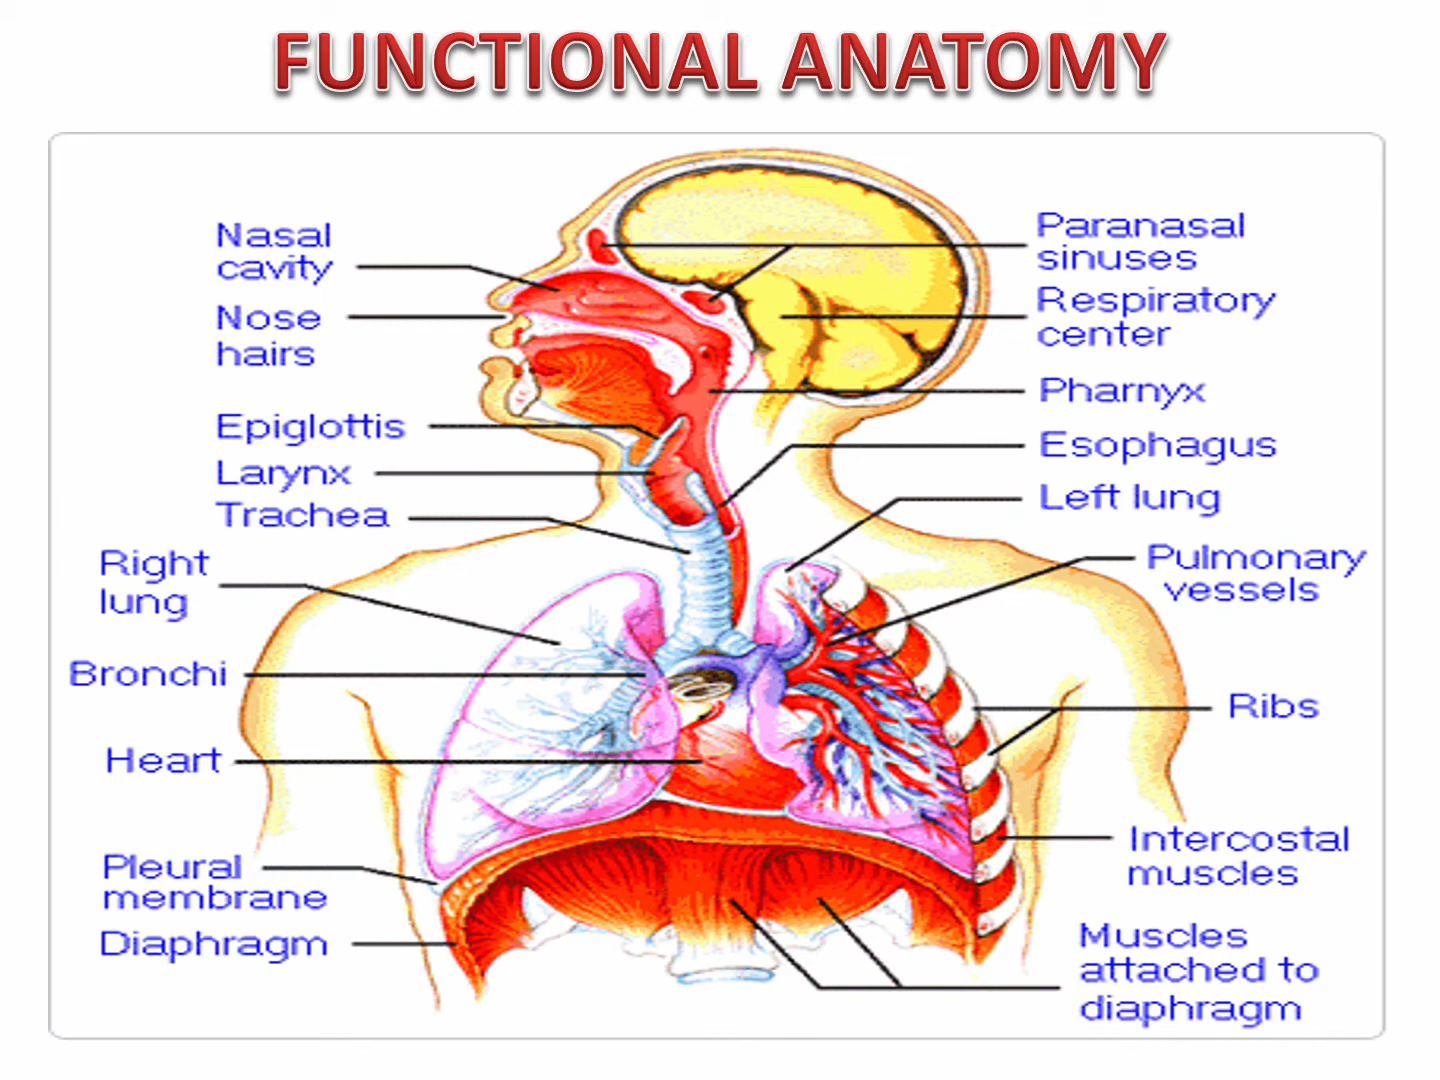 FUNCTIONAL ANATOMY
Nasal
cavity
Nose
hairs
Epiglottis
Larynx
Trachea
Right
lung
Bronchi
Heart
Pleural
membrane
Diaphragm
Paranasal
sinuses
Respiratory
center
Pharnyx
Esophagus
Left lung
Pulmonary
vessels
Ribs
Intercostal
muscles
Muscles
attached to
diaphragm